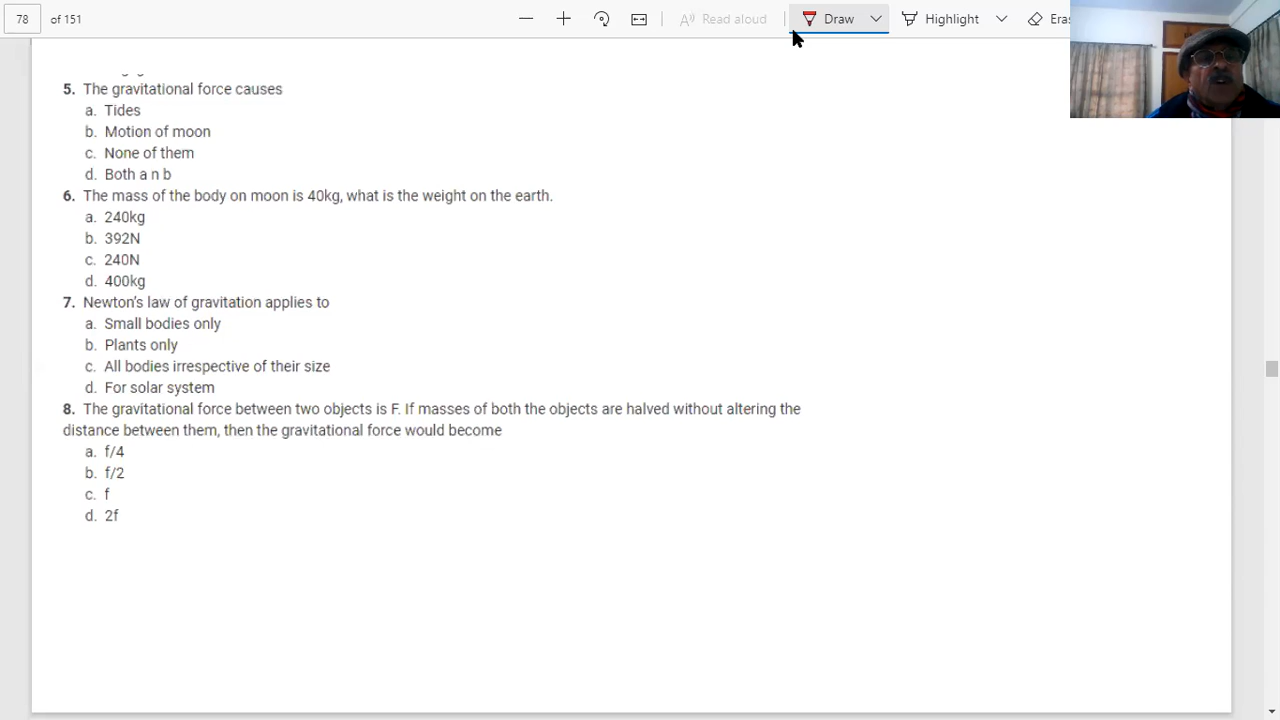 78 of 151
Read aloud
Draw
Highlight
Eras
5. The gravitational force causes
a. Tides
b. Motion of moon
c. None of them
d. Both a n b
6. The mass of the body on moon is 40kg, what is the weight on the earth.
a. 240kg
b. 392N
c. 240N
d. 400kg
7. Newton's law of gravitation applies to
a. Small bodies only
b. Plants only
c. All bodies irrespective of their size
d. For solar system
8. The gravitational force between two objects is F. If masses of both the objects are halved without altering the
distance between them, then the gravitational force would become
a. f/4
b. f/2
c. f
d. 2f